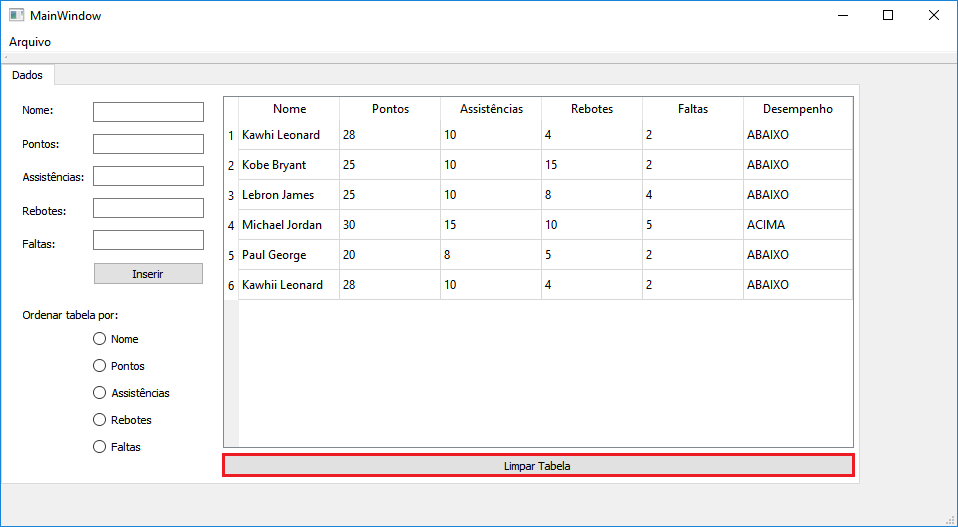 MainWindow
Arquivo
Dados
Nome:
Pontos:
Assistências:
Rebotes:
Faltas:
Inserir
Ordenar tabela por:
Nome
Pontos
Assistências
Rebotes
Faltas
Nome Pontos Assistências Rebotes Faltas Desempenho
1 Kawhi Leonard 28 10 4 2 ABAIXO
2 Kobe Bryant 25 10 15 2 ABAIXO
3 Lebron James 25 10 8 4 ABAIXO
4 Michael Jordan 30 15 10 5 ACIMA
5 Paul George 20 8 5 2 ABAIXO
6 Kawhii Leonard 28 10 4 2 ABAIXO
Limpar Tabela